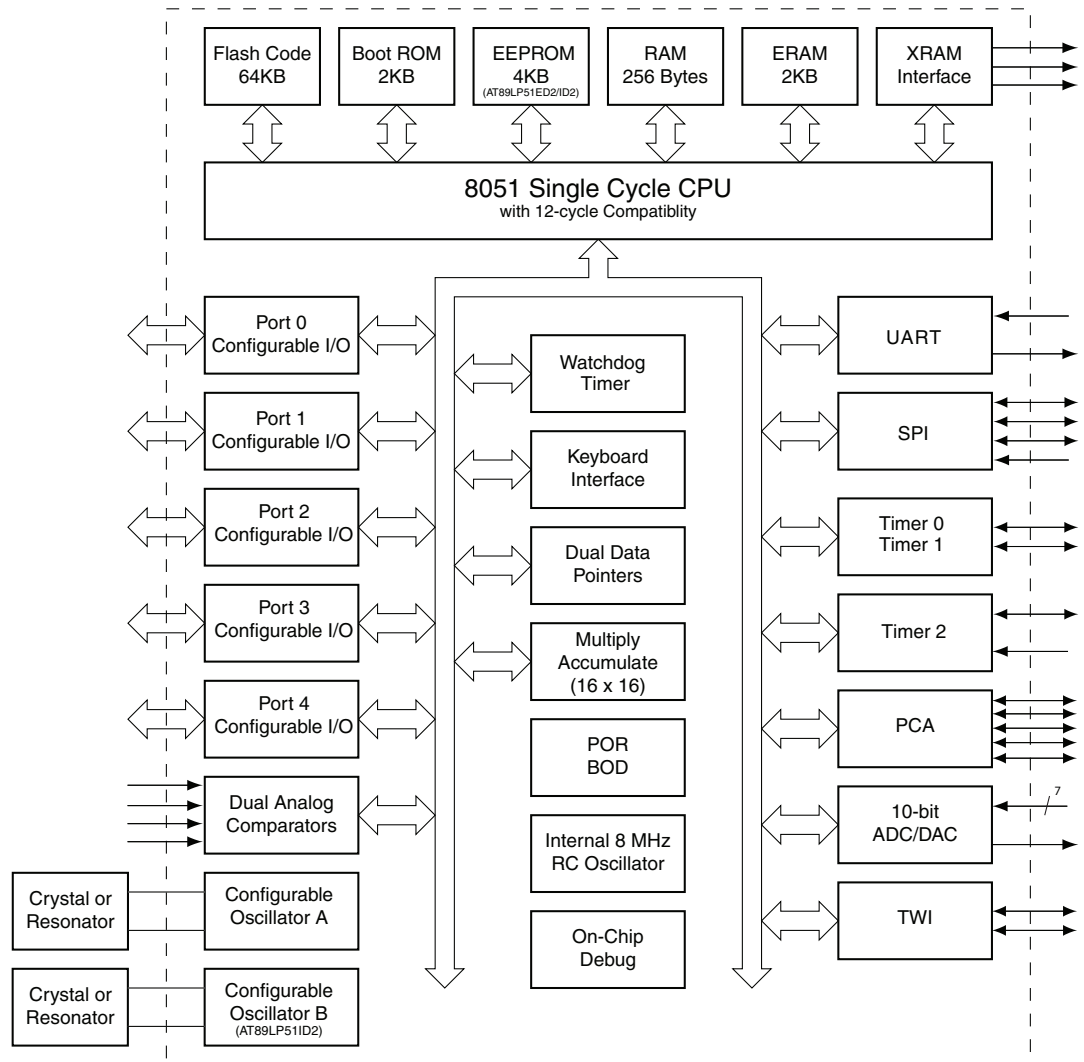 Flash Code
64KB
Boot ROM
2KB
EEPROM
4KB
(AT89LP51ED2/ID2)
RAM
256 Bytes
ERAM
2KB
XRAM
Interface
8051 Single Cycle CPU
with 12-cycle Compatiblity
Port 0
Configurable I/O
Port 1
Configurable I/O
Port 2
Configurable I/O
Port 3
Configurable I/O
Port 4
Configurable I/O
Dual Analog
Comparators
Crystal or
Resonator
Configurable
Oscillator A
Crystal or
Resonator
Configurable
Oscillator B
(AT89LP51ID2)
Watchdog
Timer
Keyboard
Interface
Dual Data
Pointers
Multiply
Accumulate
(16 x 16)
POR
BOD
Internal 8 MHz
RC Oscillator
On-Chip
Debug
UART
SPI
Timer 0
Timer 1
Timer 2
PCA
10-bit
ADC/DAC
7
TWI